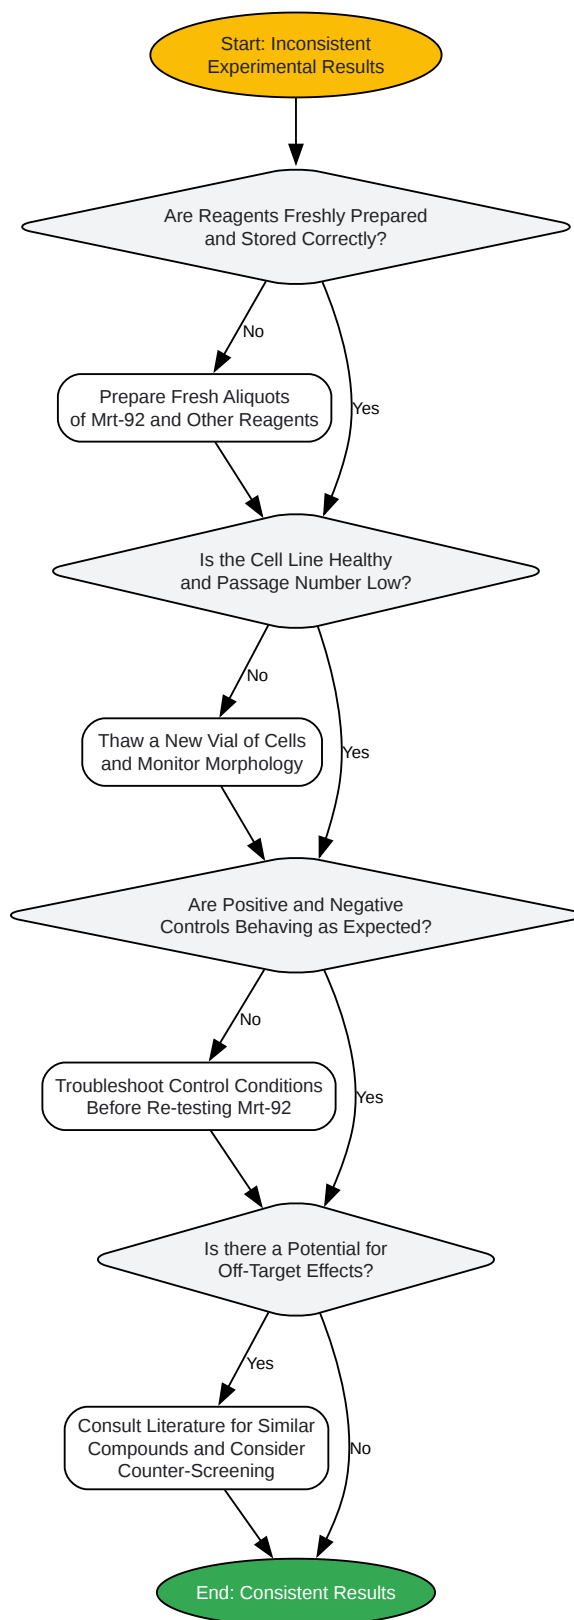 Start: Inconsistent
Experimental Results
Are Reagents Freshly Prepared
and Stored Correctly?
No
Prepare Fresh Aliquots
of Mrt-92 and Other Reagents
Yes
Is the Cell Line Healthy
and Passage Number Low?
No
Thaw a New Vial of Cells
and Monitor Morphology
Yes
Are Positive and Negative
Controls Behaving as Expected?
No
Troubleshoot Control Conditions
Before Re-testing Mrt-92
Yes
Is there a Potential for
Off-Target Effects?
Yes
Consult Literature for Similar
Compounds and Consider
Counter-Screening
No
End: Consistent Results